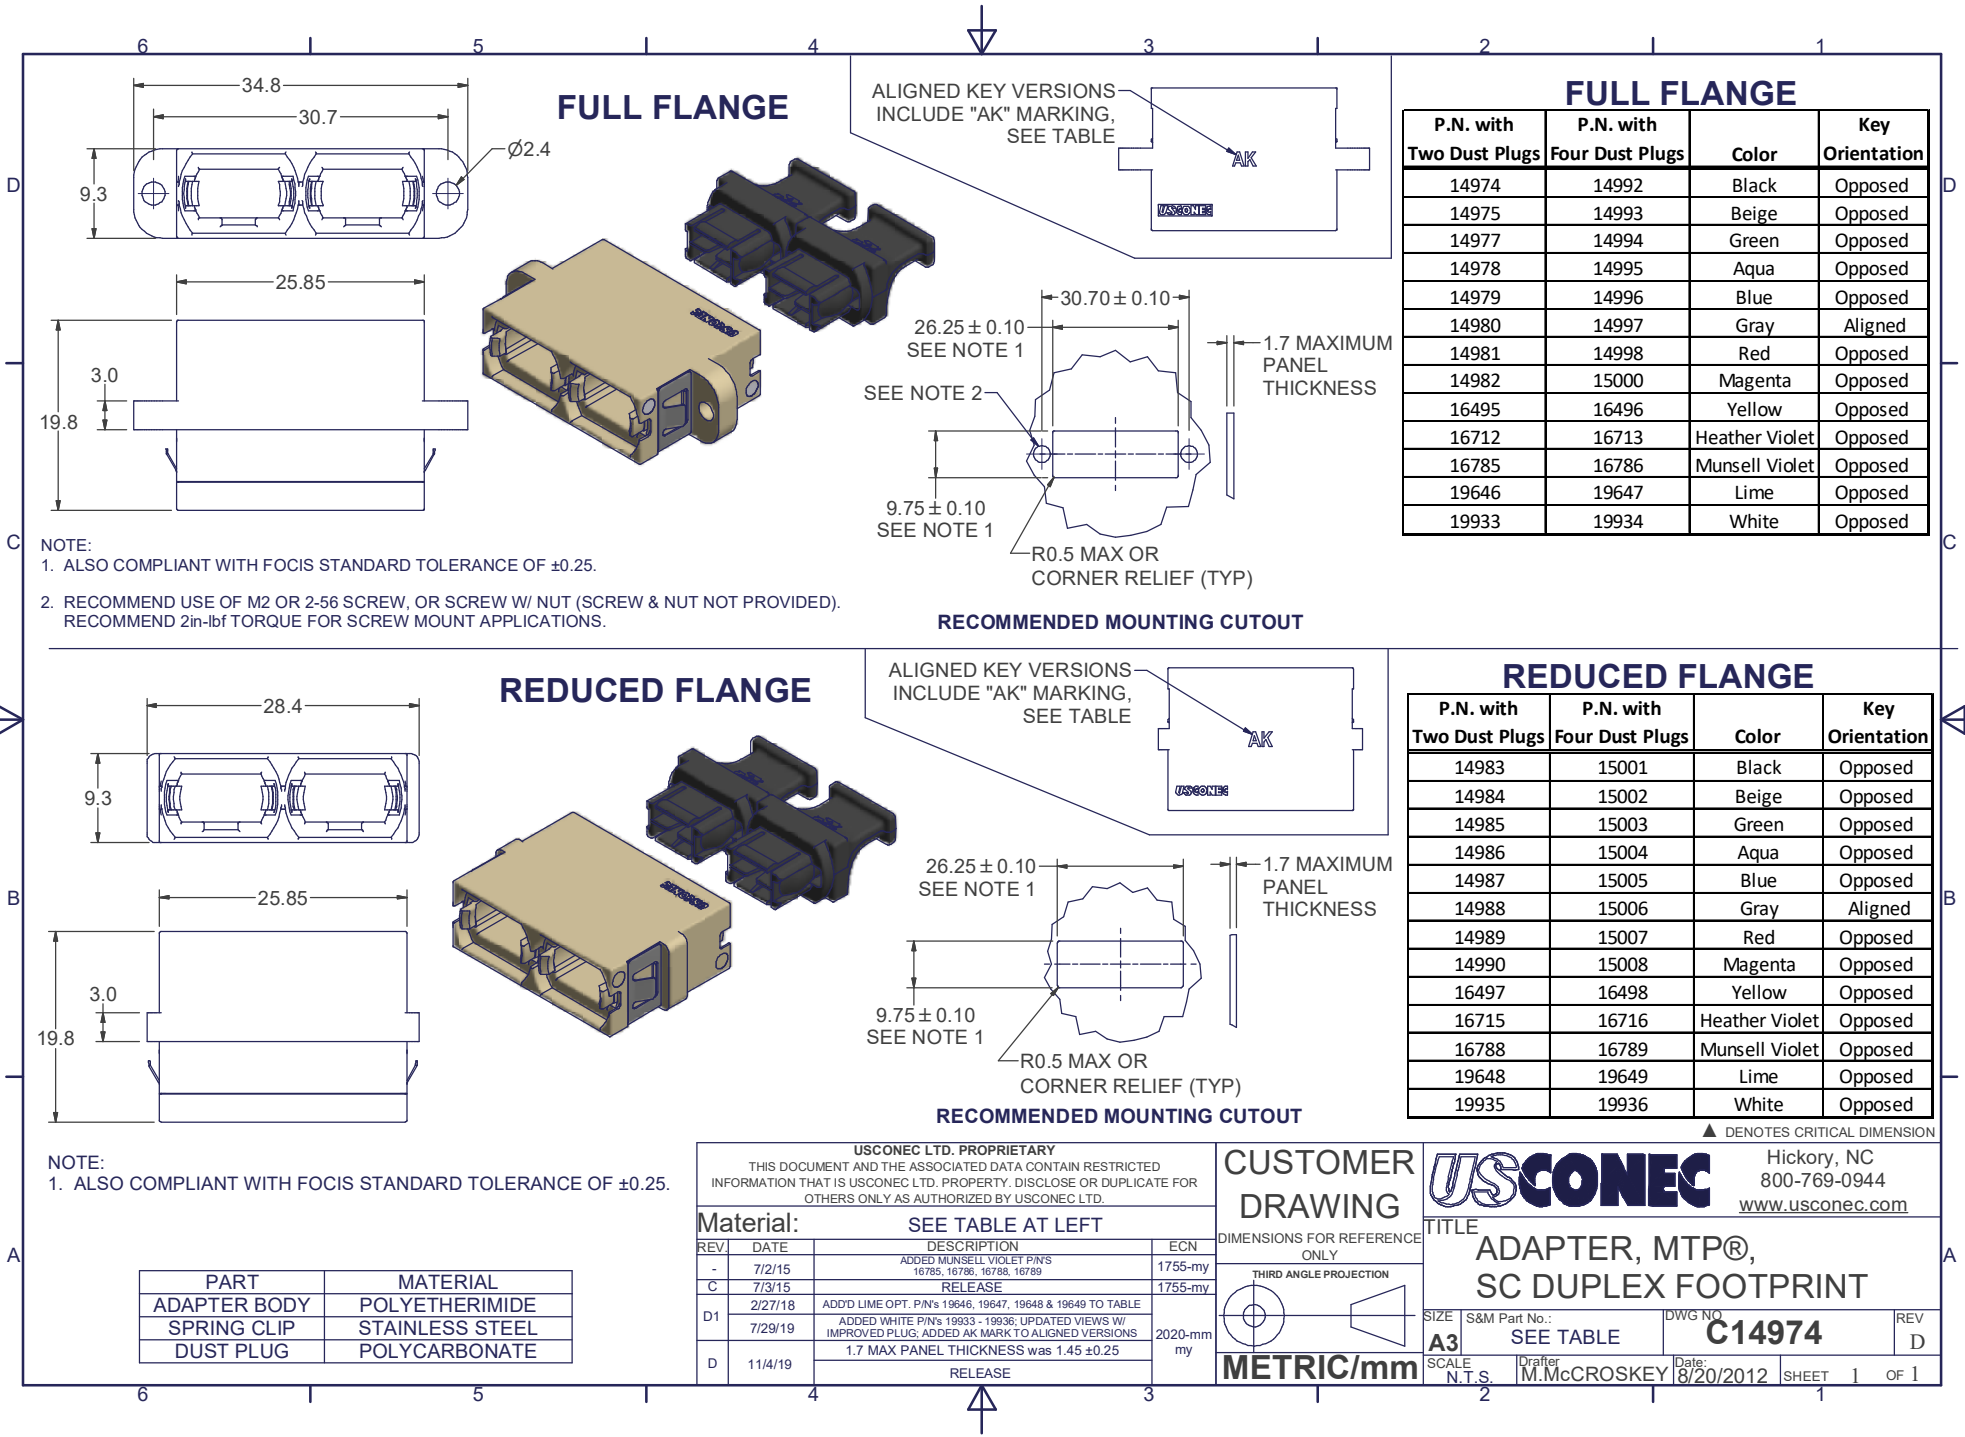 6 5 4 3 2 1
D
C
B
A
34.8
30.7
Ø2.4
9.3
FULL FLANGE
25.85
3.0
19.8
ALIGNED KEY VERSIONS
INCLUDE "AK" MARKING,
SEE TABLE
AK
USCONEC
30.70 ± 0.10
26.25 ± 0.10
SEE NOTE 1
1.7 MAXIMUM
PANEL
THICKNESS
SEE NOTE 2
9.75 ± 0.10
SEE NOTE 1
R0.5 MAX OR
CORNER RELIEF (TYP)
RECOMMENDED MOUNTING CUTOUT
NOTE:
1. ALSO COMPLIANT WITH FOCIS STANDARD TOLERANCE OF ±0.25.
2. RECOMMEND USE OF M2 OR 2-56 SCREW, OR SCREW W/ NUT (SCREW & NUT NOT PROVIDED).
RECOMMEND 2in-lbf TORQUE FOR SCREW MOUNT APPLICATIONS.
FULL FLANGE
P.N. with Two Dust Plugs P.N. with Four Dust Plugs Color Key Orientation
14974 14992 Black Opposed
14975 14993 Beige Opposed
14977 14994 Green Opposed
14978 14995 Aqua Opposed
14979 14996 Blue Opposed
14980 14997 Gray Aligned
14981 14998 Red Opposed
14982 15000 Magenta Opposed
16495 16496 Yellow Opposed
16712 16713 Heather Violet Opposed
16785 16786 Munsell Violet Opposed
19646 19647 Lime Opposed
19933 19934 White Opposed
28.4
9.3
REDUCED FLANGE
25.85
3.0
19.8
ALIGNED KEY VERSIONS
INCLUDE "AK" MARKING,
SEE TABLE
AK
USCONEC
26.25 ± 0.10
SEE NOTE 1
1.7 MAXIMUM
PANEL
THICKNESS
9.75 ± 0.10
SEE NOTE 1
R0.5 MAX OR
CORNER RELIEF (TYP)
RECOMMENDED MOUNTING CUTOUT
NOTE:
1. ALSO COMPLIANT WITH FOCIS STANDARD TOLERANCE OF ±0.25.
REDUCED FLANGE
P.N. with Two Dust Plugs P.N. with Four Dust Plugs Color Key Orientation
14983 15001 Black Opposed
14984 15002 Beige Opposed
14985 15003 Green Opposed
14986 15004 Aqua Opposed
14987 15005 Blue Opposed
14988 15006 Gray Aligned
14989 15007 Red Opposed
14990 15008 Magenta Opposed
16497 16498 Yellow Opposed
16715 16716 Heather Violet Opposed
16788 16789 Munsell Violet Opposed
19648 19649 Lime Opposed
19935 19936 White Opposed
▲ DENOTES CRITICAL DIMENSION
PART MATERIAL
ADAPTER BODY POLYETHERIMIDE
SPRING CLIP STAINLESS STEEL
DUST PLUG POLYCARBONATE
USCONEC LTD. PROPRIETARY
THIS DOCUMENT AND THE ASSOCIATED DATA CONTAIN RESTRICTED
INFORMATION THAT IS USCONEC LTD. PROPERTY. DISCLOSE OR DUPLICATE FOR
OTHERS ONLY AS AUTHORIZED BY USCONEC LTD.
Material: SEE TABLE AT LEFT
REV. DATE DESCRIPTION ECN
- 7/2/15 ADDED MUNSELL VIOLET P/N'S
16785, 16786, 16788, 16789 1755-my
C 7/3/15 RELEASE 1755-my
D1 2/27/18 ADD'D LIME OPT. P/N's 19646, 19647, 19648 & 19649 TO TABLE
7/29/19 ADDED WHITE P/N's 19933 - 19936; UPDATED VIEWS W/
IMPROVED PLUG; ADDED AK MARK TO ALIGNED VERSIONS
D 11/4/19 1.7 MAX PANEL THICKNESS was 1.45 ±0.25
RELEASE
2020-mm
my
CUSTOMER
DRAWING
DIMENSIONS FOR REFERENCE
ONLY
THIRD ANGLE PROJECTION
METRIC/mm
USCONEC
Hickory, NC
800-769-0944
www.usconec.com
TITLE
ADAPTER, MTP®,
SC DUPLEX FOOTPRINT
SIZE A3
S&M Part No.: SEE TABLE
DWG NO. C14974
REV D
SCALE N.T.S.
Drafter M.McCROSKEY
Date: 8/20/2012
SHEET 1 OF 1
6 5 4 3 2 1